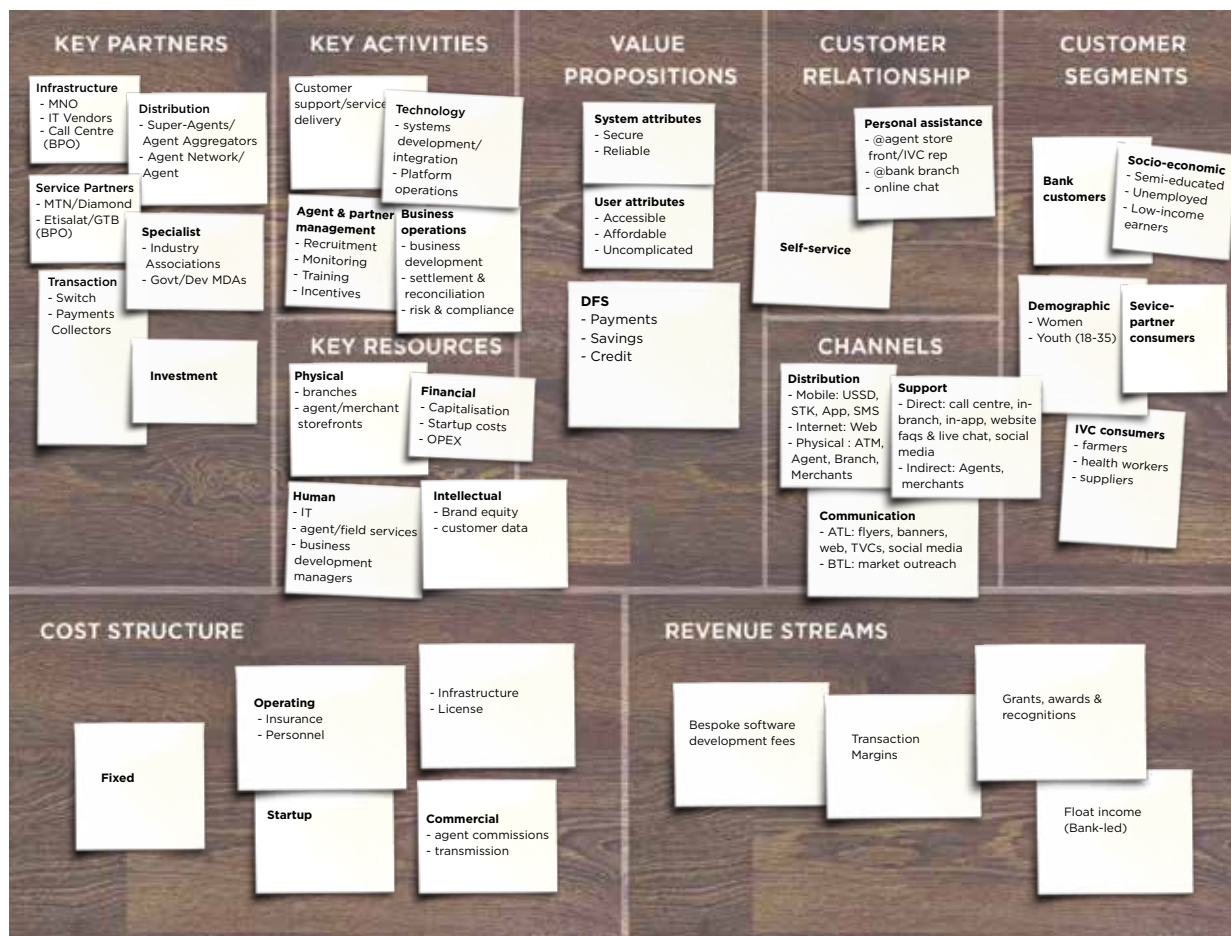 KEY PARTNERS
Infrastructure
- MNO
- IT Vendors
- Call Centre
(BPO)
Distribution
- Super-Agents/
Agent Aggregators
- Agent Network/
Agent
Service Partners
- MTN/Diamond
- Etisalat/GTB
(BPO)
Specialist
- Industry
Associations
- Govt/Dev MDAs
Transaction
- Switch
- Payments
Collectors
Investment
KEY ACTIVITIES
Customer
support/service
delivery
Technology
- systems
development/
integration
- Platform
operations
Agent & partner
management
- Recruitment
- Monitoring
- Training
- Incentives
Business
operations
- business
development
- settlement &
reconciliation
- risk & compliance
KEY RESOURCES
Physical
- branches
- agent/merchant
storefronts
Financial
- Capitalisation
- Startup costs
- OPEX
Human
- IT
- agent/field services
- business
development
managers
Intellectual
- Brand equity
- customer data
VALUE
PROPOSITIONS
System attributes
- Secure
- Reliable
User attributes
- Accessible
- Affordable
- Uncomplicated
DFS
- Payments
- Savings
- Credit
CUSTOMER
RELATIONSHIP
Personal assistance
- @agent store
front/IVC rep
- @bank branch
- online chat
Self-service
CHANNELS
Distribution
- Mobile: USSD,
STK, App, SMS
- Internet: Web
- Physical : ATM,
Agent, Branch,
Merchants
Support
- Direct: call centre, in-
branch, in-app, website
faqs & live chat, social
media
- Indirect: Agents,
merchants
Communication
- ATL: flyers, banners,
web, TVCs, social media
- BTL: market outreach
CUSTOMER
SEGMENTS
Bank
customers
Socio-economic
- Semi-educated
- Unemployed
- Low-income
earners
Demographic
- Women
- Youth (18-35)
Sevice-
partner
consumers
IVC consumers
- farmers
- health workers
- suppliers
COST STRUCTURE
Fixed
Operating
- Insurance
- Personnel
- Infrastructure
- License
Startup
Commercial
- agent commissions
- transmission
REVENUE STREAMS
Bespoke software
development fees
Transaction
Margins
Grants, awards &
recognitions
Float income
(Bank-led)